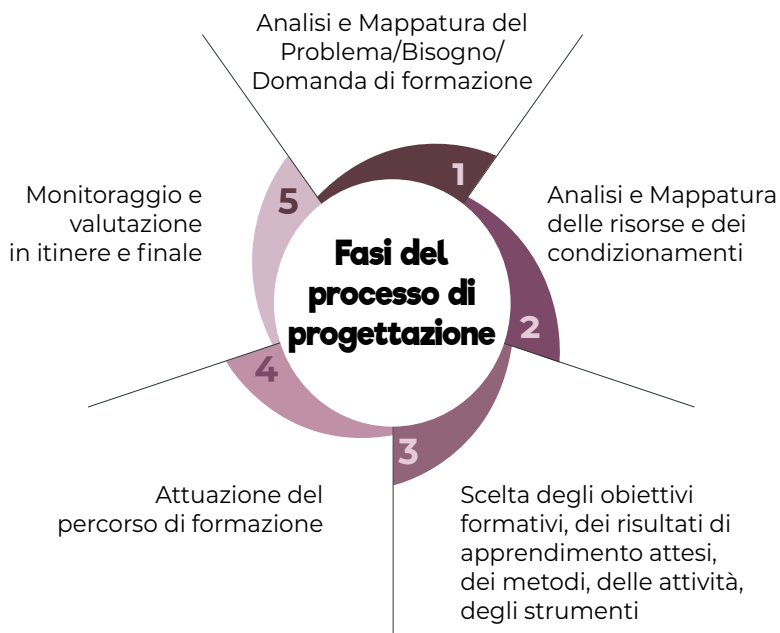 Analisi e Mappatura del
Problema/Bisogno/
Domanda di formazione
1
Analisi e Mappatura
delle risorse e dei
condizionamenti
2
Scelta degli obiettivi
formativi, dei risultati di
apprendimento attesi,
dei metodi, delle attività,
degli strumenti
3
Attuazione del
percorso di formazione
4
Monitoraggio e
valutazione
in itinere e finale
5
Fasi del
processo di
progettazione